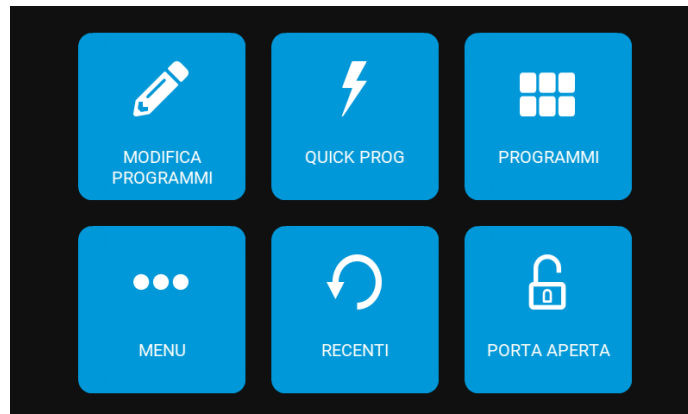 MODIFICA
PROGRAMMI
QUICK PROG
PROGRAMMI
MENU
RECENTI
PORTA APERTA